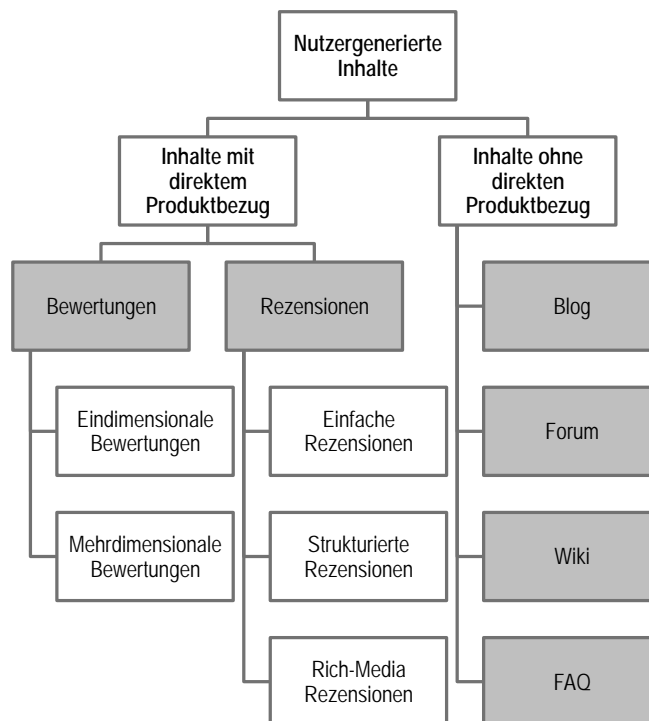 Nutzergenerierte
Inhalte
Inhalte mit
direktem
Produktbezug
Inhalte ohne
direkten
Produktbezug
Bewertungen
Rezensionen
Blog
Eindimensionale
Bewertungen
Einfache
Rezensionen
Forum
Mehrdimensionale
Bewertungen
Strukturierte
Rezensionen
Wiki
Rich-Media
Rezensionen
FAQ